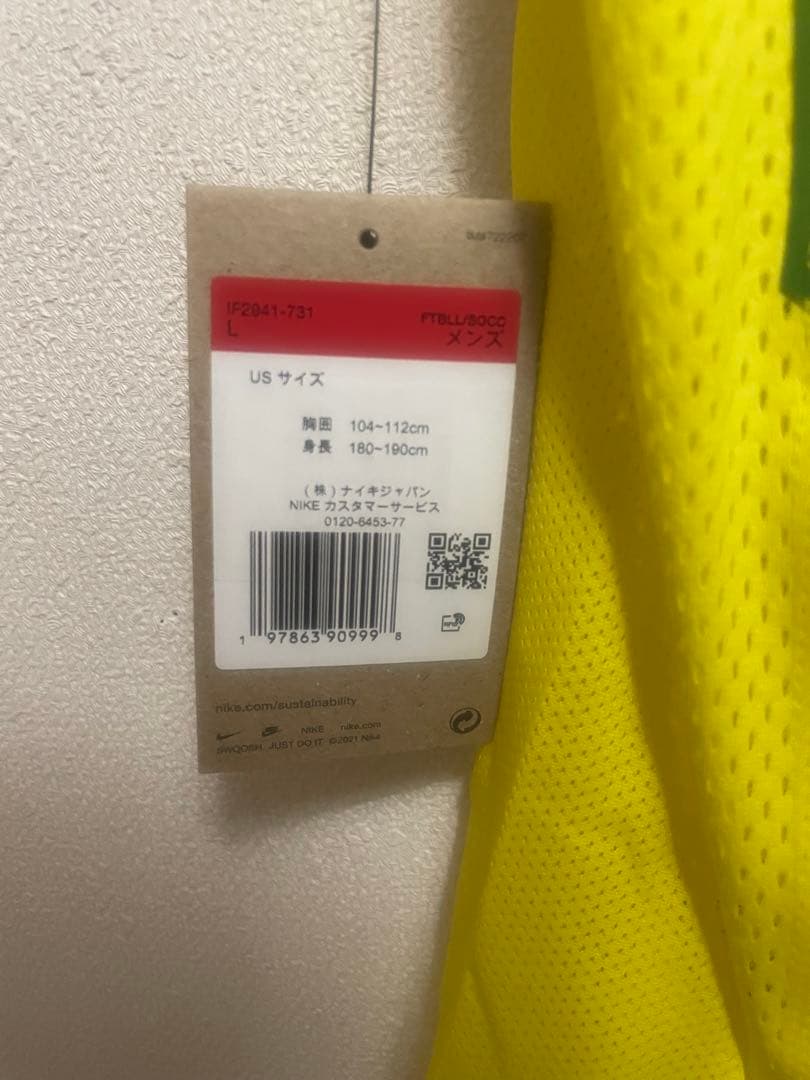 IF2941-731
FTBLL/SOCC
L
メンズ
US サイズ
胸囲 104~112cm
身長 180~190cm
(株)ナイキジャパン
NIKE カスタマーサービス
0120-6453-77
1 97863 90999 8
nike.com/sustainability
NIKE nike.com
SWOOSH. JUST DO IT. ©2021 Nike